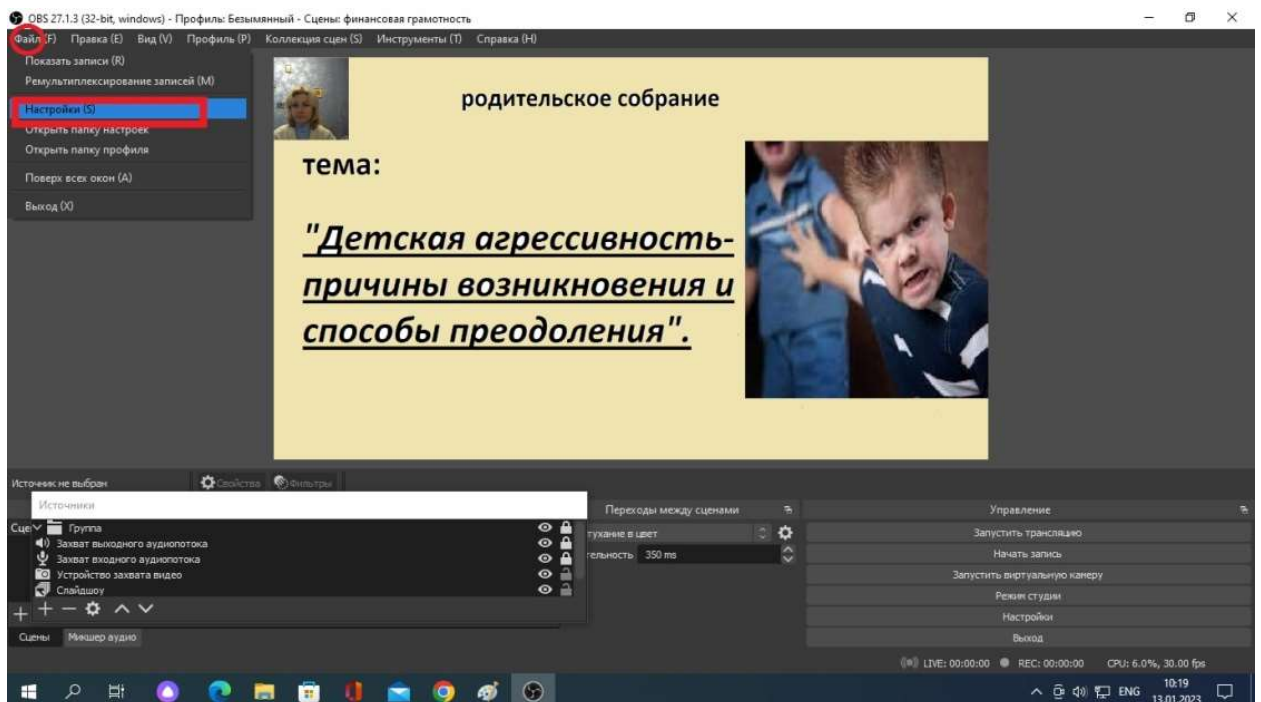 OBS 27.1.3 (32-bit, windows) - Профиль: Безымянный - Сцены: финансовая грамотность
Файл (F) Правка (E) Вид (V) Профиль (P) Коллекция сцен (S) Инструменты (T) Справка (H)
Показать записи (R)
Ремультиплексирование записей (M)
Настройки (S)
Открыть папку настроек
Открыть папку профиля
Поверх всех окон (A)
Выход (X)
родительское собрание
тема:
"Детская агрессивность-
причины возникновения и
способы преодоления".
Источник не выбран Свойства Фильтры
Источники
Группа
Захват выходного аудиопотока
Захват входного аудиопотока
Устройство захвата видео
Слайдшоу
Сцены Микшер аудио
Переходы между сценами
тухание в цвет
тельность 350 ms
Управление
Запустить трансляцию
Начать запись
Запустить виртуальную камеру
Режим студии
Настройки
Выход
LIVE: 00:00:00 REC: 00:00:00 CPU: 6.0%, 30.00 fps
ENG
10:19
13.01.2023